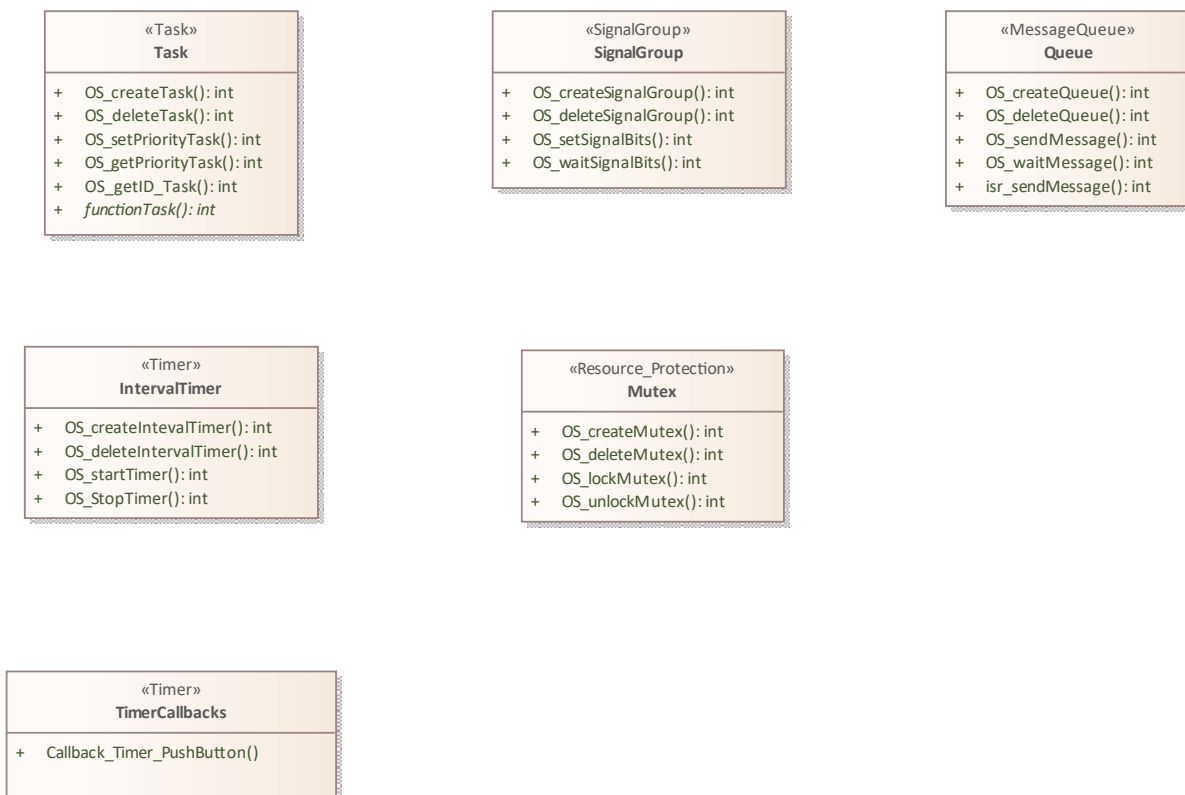 «Task»
Task
+ OS_createTask(): int
+ OS_deleteTask(): int
+ OS_setPriorityTask(): int
+ OS_getPriorityTask(): int
+ OS_getID_Task(): int
+ functionTask(): int
«SignalGroup»
SignalGroup
+ OS_createSignalGroup(): int
+ OS_deleteSignalGroup(): int
+ OS_setSignalBits(): int
+ OS_waitSignalBits(): int
«MessageQueue»
Queue
+ OS_createQueue(): int
+ OS_deleteQueue(): int
+ OS_sendMessage(): int
+ OS_waitMessage(): int
+ isr_sendMessage(): int
«Timer»
IntervalTimer
+ OS_createIntevalTimer(): int
+ OS_deleteIntervalTimer(): int
+ OS_startTimer(): int
+ OS_StopTimer(): int
«Resource_Protection»
Mutex
+ OS_createMutex(): int
+ OS_deleteMutex(): int
+ OS_lockMutex(): int
+ OS_unlockMutex(): int
«Timer»
TimerCallbacks
+ Callback_Timer_PushButton()